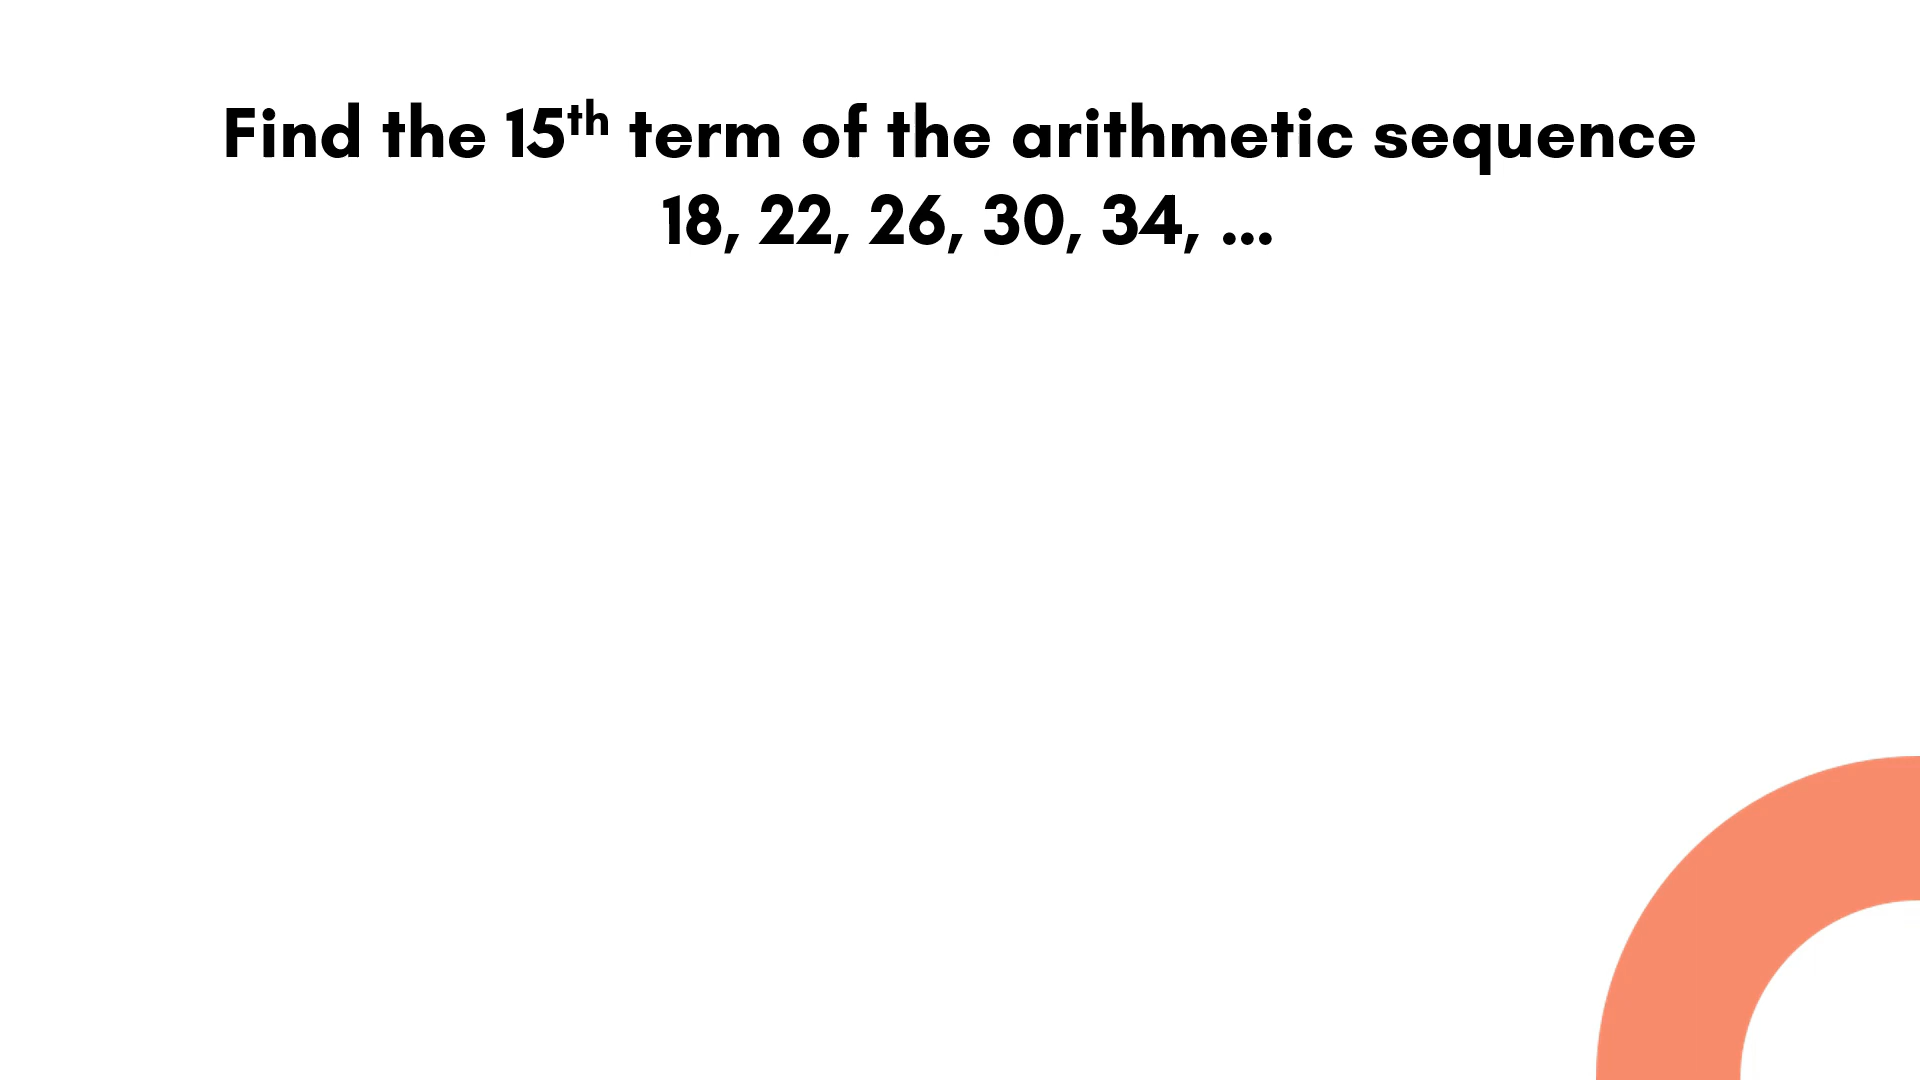 Find the 15th term of the arithmetic sequence
18, 22, 26, 30, 34, ...